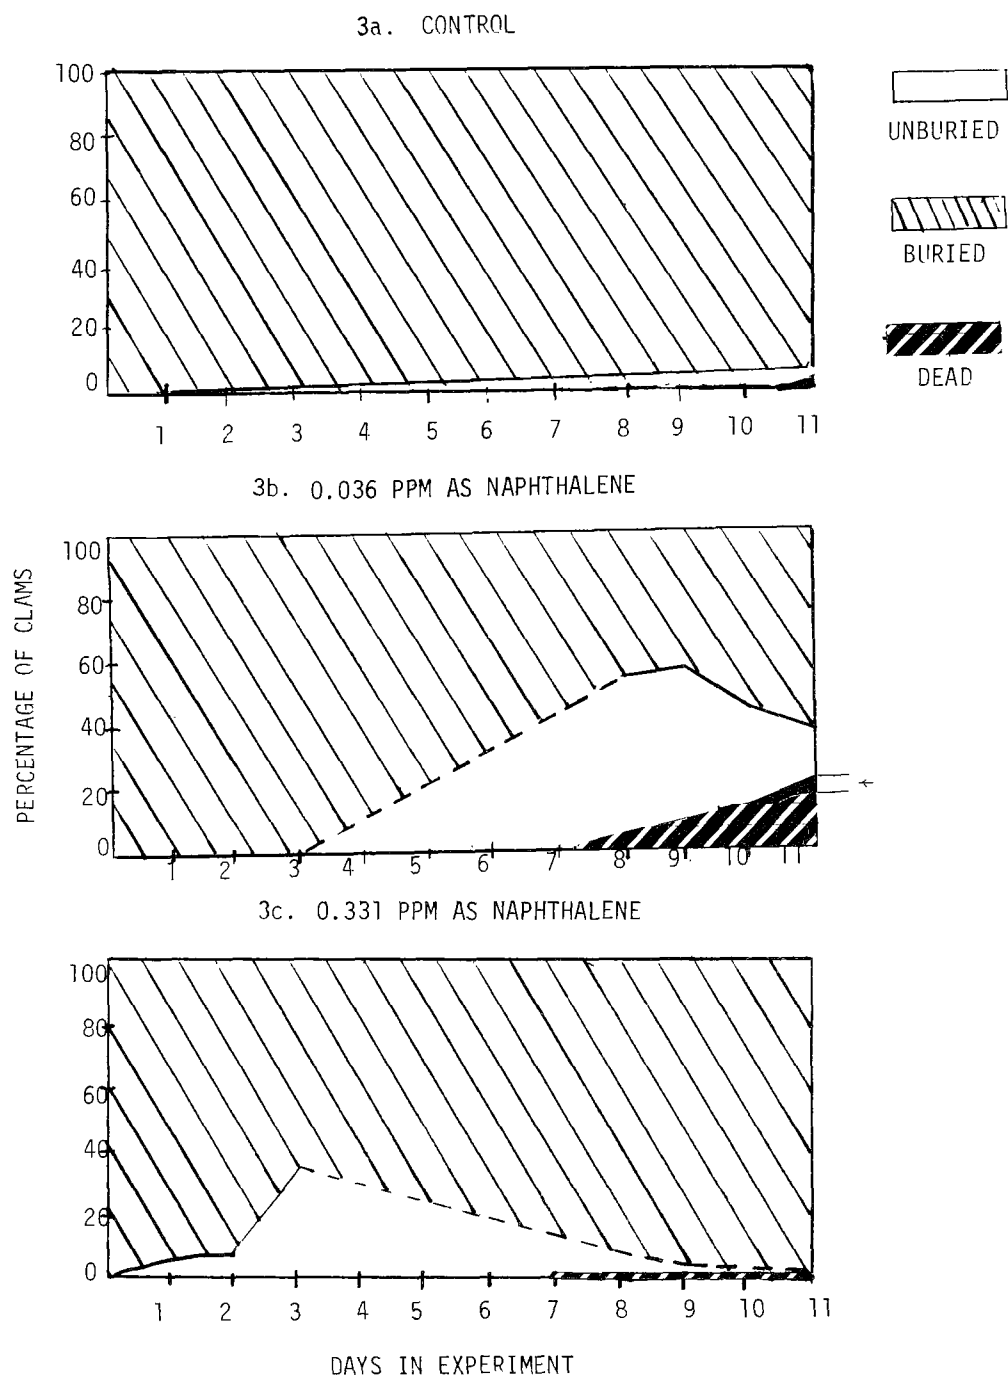 3a. CONTROL
100
80
60
40
20
0
1 2 3 4 5 6 7 8 9 10 11
UNBURIED
BURIED
DEAD
3b. 0.036 PPM AS NAPHTHALENE
PERCENTAGE OF CLAMS
100
80
60
40
20
0
1 2 3 4 5 6 7 8 9 10 11
3c. 0.331 PPM AS NAPHTHALENE
100
80
60
40
20
0
1 2 3 4 5 6 7 8 9 10 11
DAYS IN EXPERIMENT